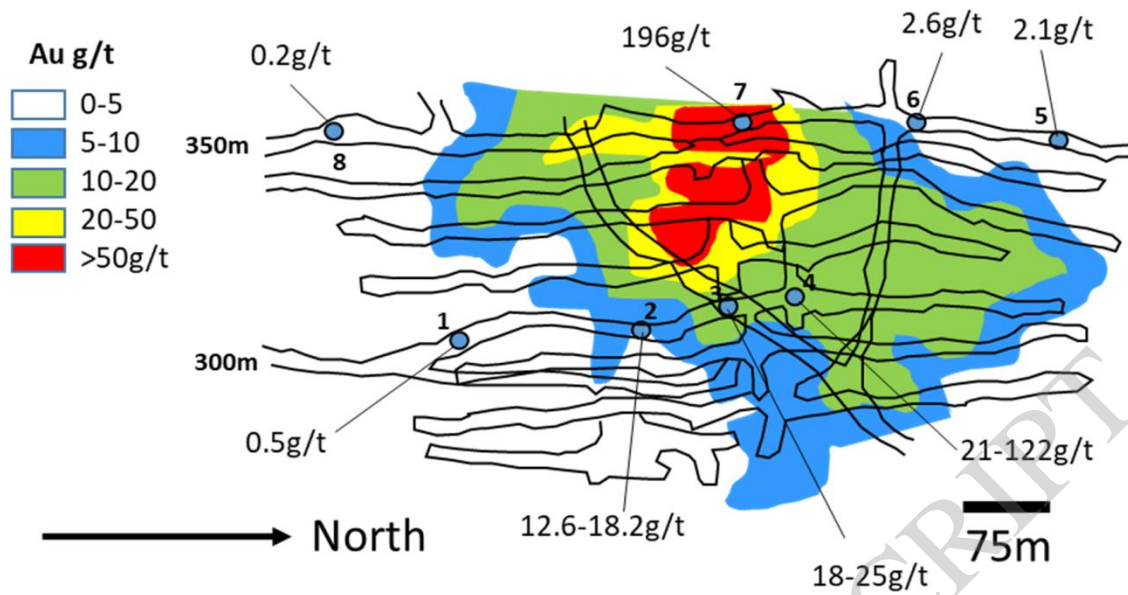 Au g/t
0-5
5-10
10-20
20-50
>50g/t
0.2g/t
196g/t
2.6g/t
2.1g/t
7
6
5
350m
8
4
3
2
1
300m
0.5g/t
12.6-18.2g/t
21-122g/t
18-25g/t
North
75m
CRIPT